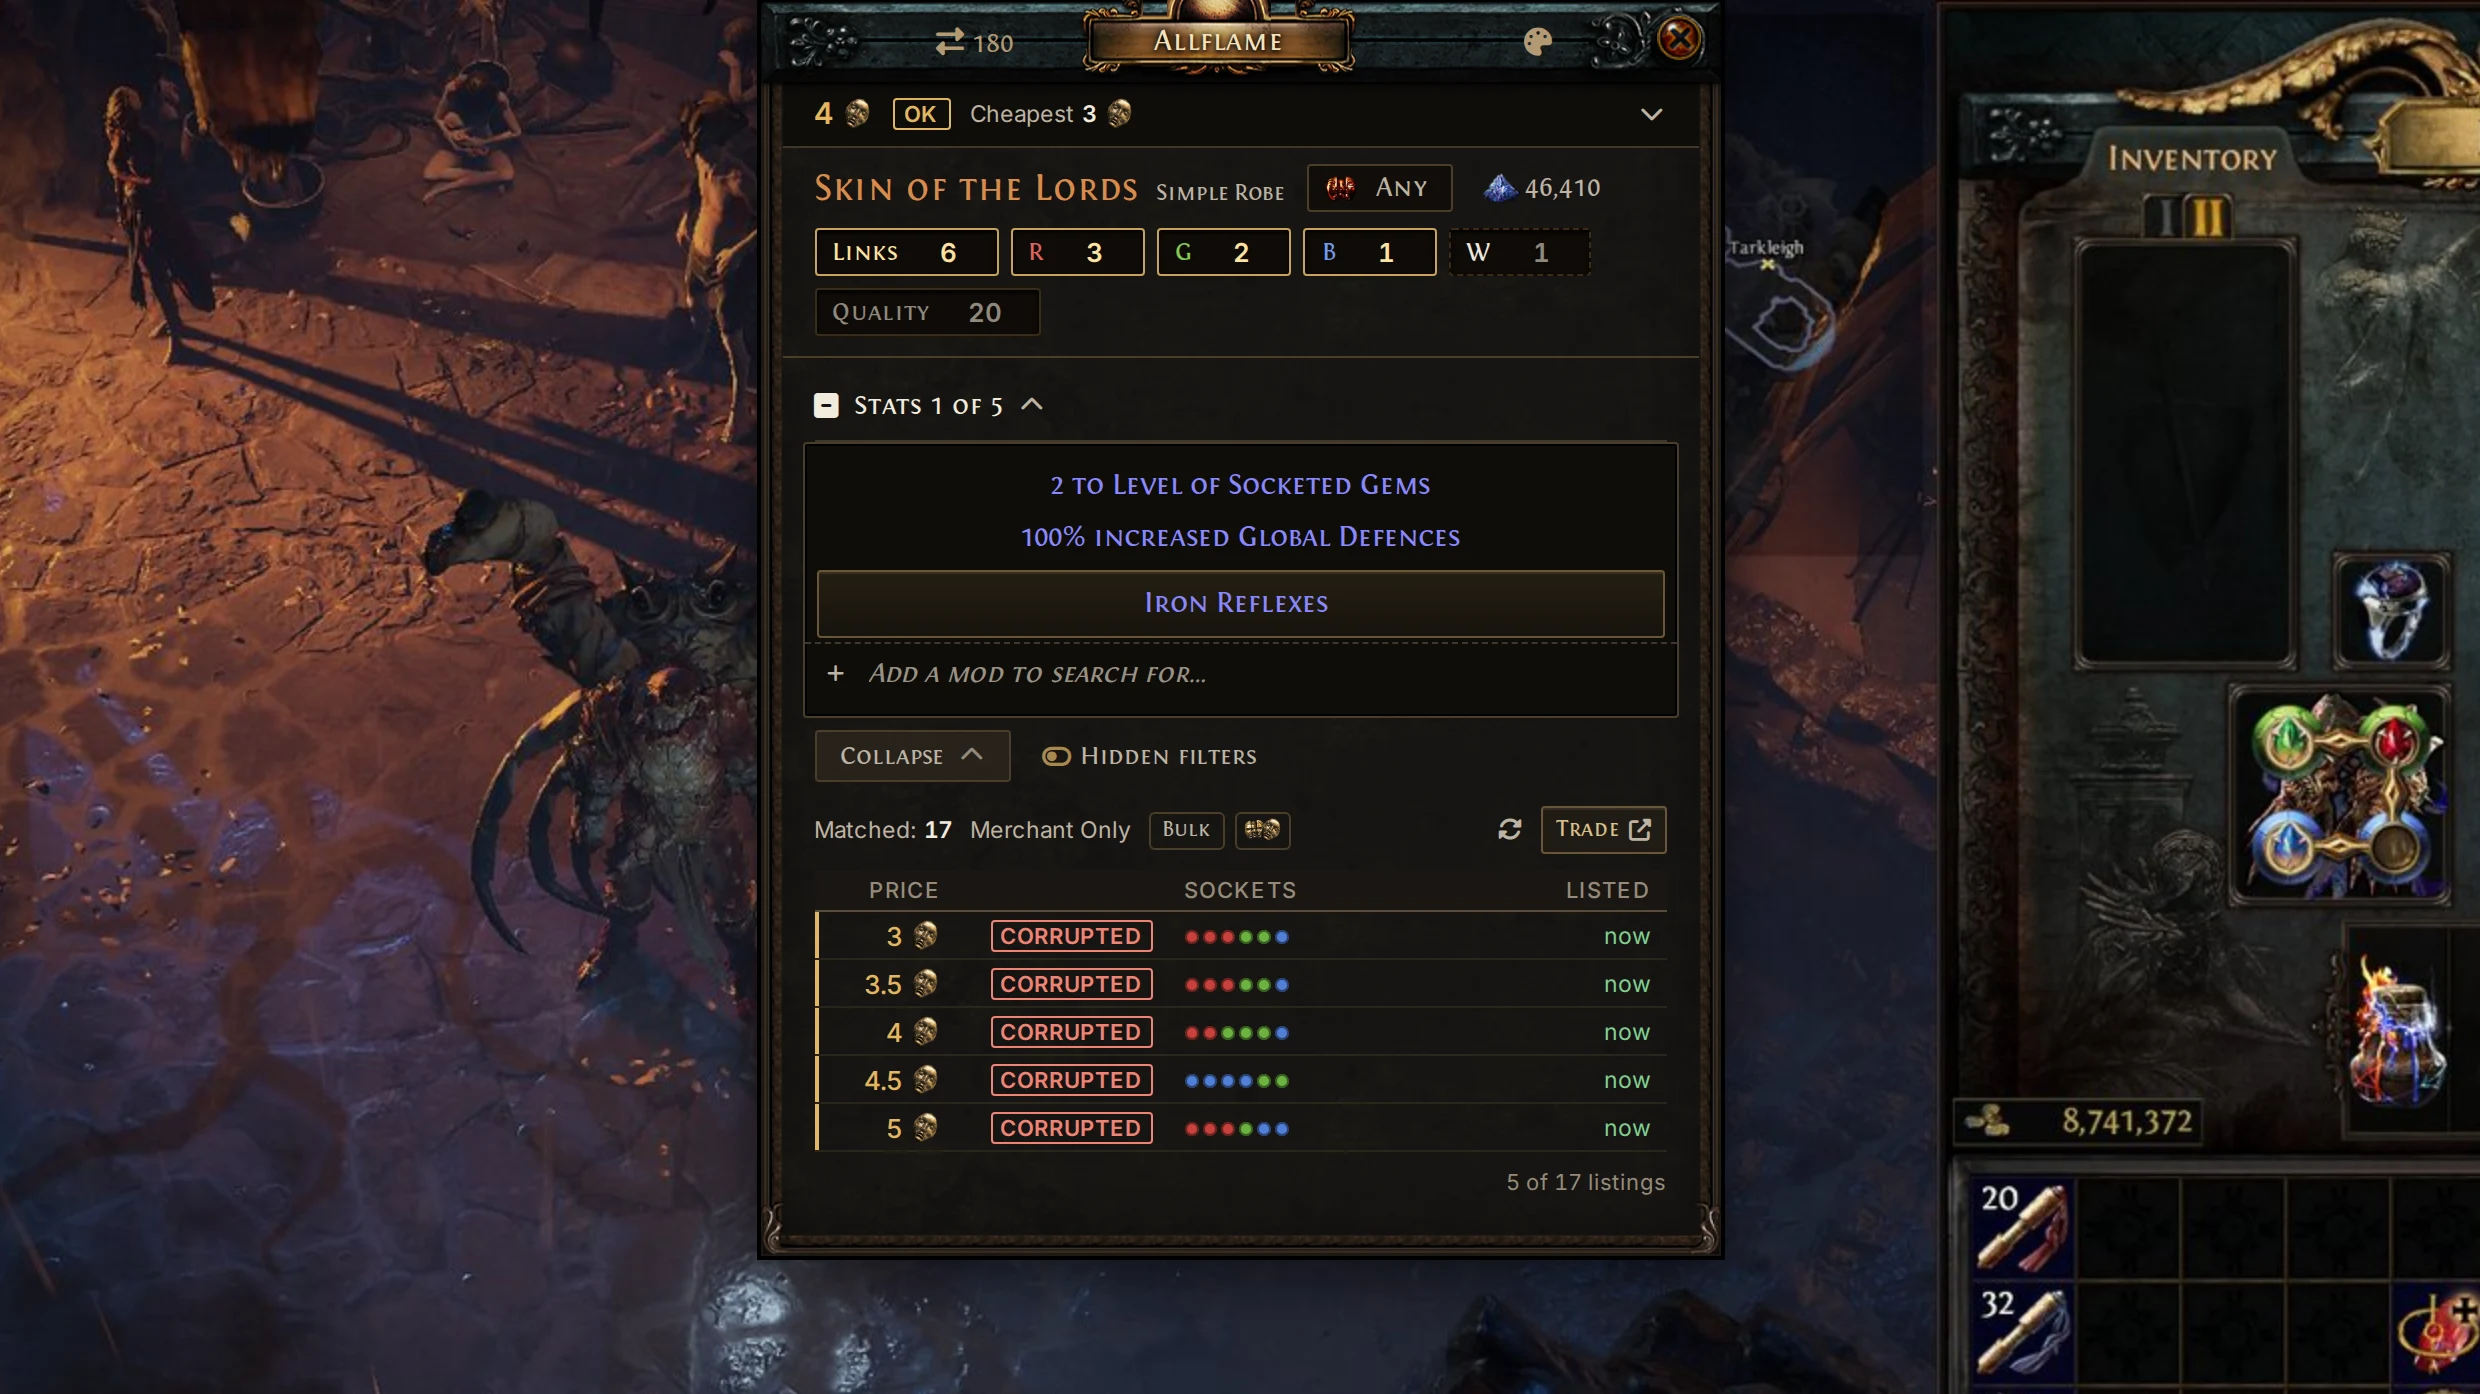 180
Allflame
4 OK Cheapest 3
Skin of the Lords Simple Robe Any 46,410
Links 6 R 3 G 2 B 1 W 1
Quality 20
Stats 1 of 5
2 to Level of Socketed Gems
100% increased Global Defences
Iron Reflexes
+ Add a mod to search for...
Collapse Hidden filters
Matched: 17 Merchant Only Bulk Trade
PRICE SOCKETS LISTED
3 CORRUPTED now
3.5 CORRUPTED now
4 CORRUPTED now
4.5 CORRUPTED now
5 CORRUPTED now
5 of 17 listings
Tarkleigh
Inventory
I II
8,741,372
20
32